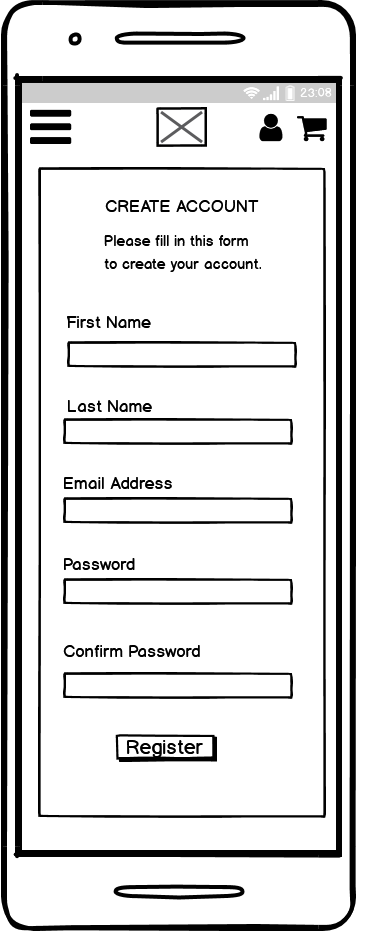 23:08
CREATE ACCOUNT
Please fill in this form
to create your account.
First Name
Last Name
Email Address
Password
Confirm Password
Register